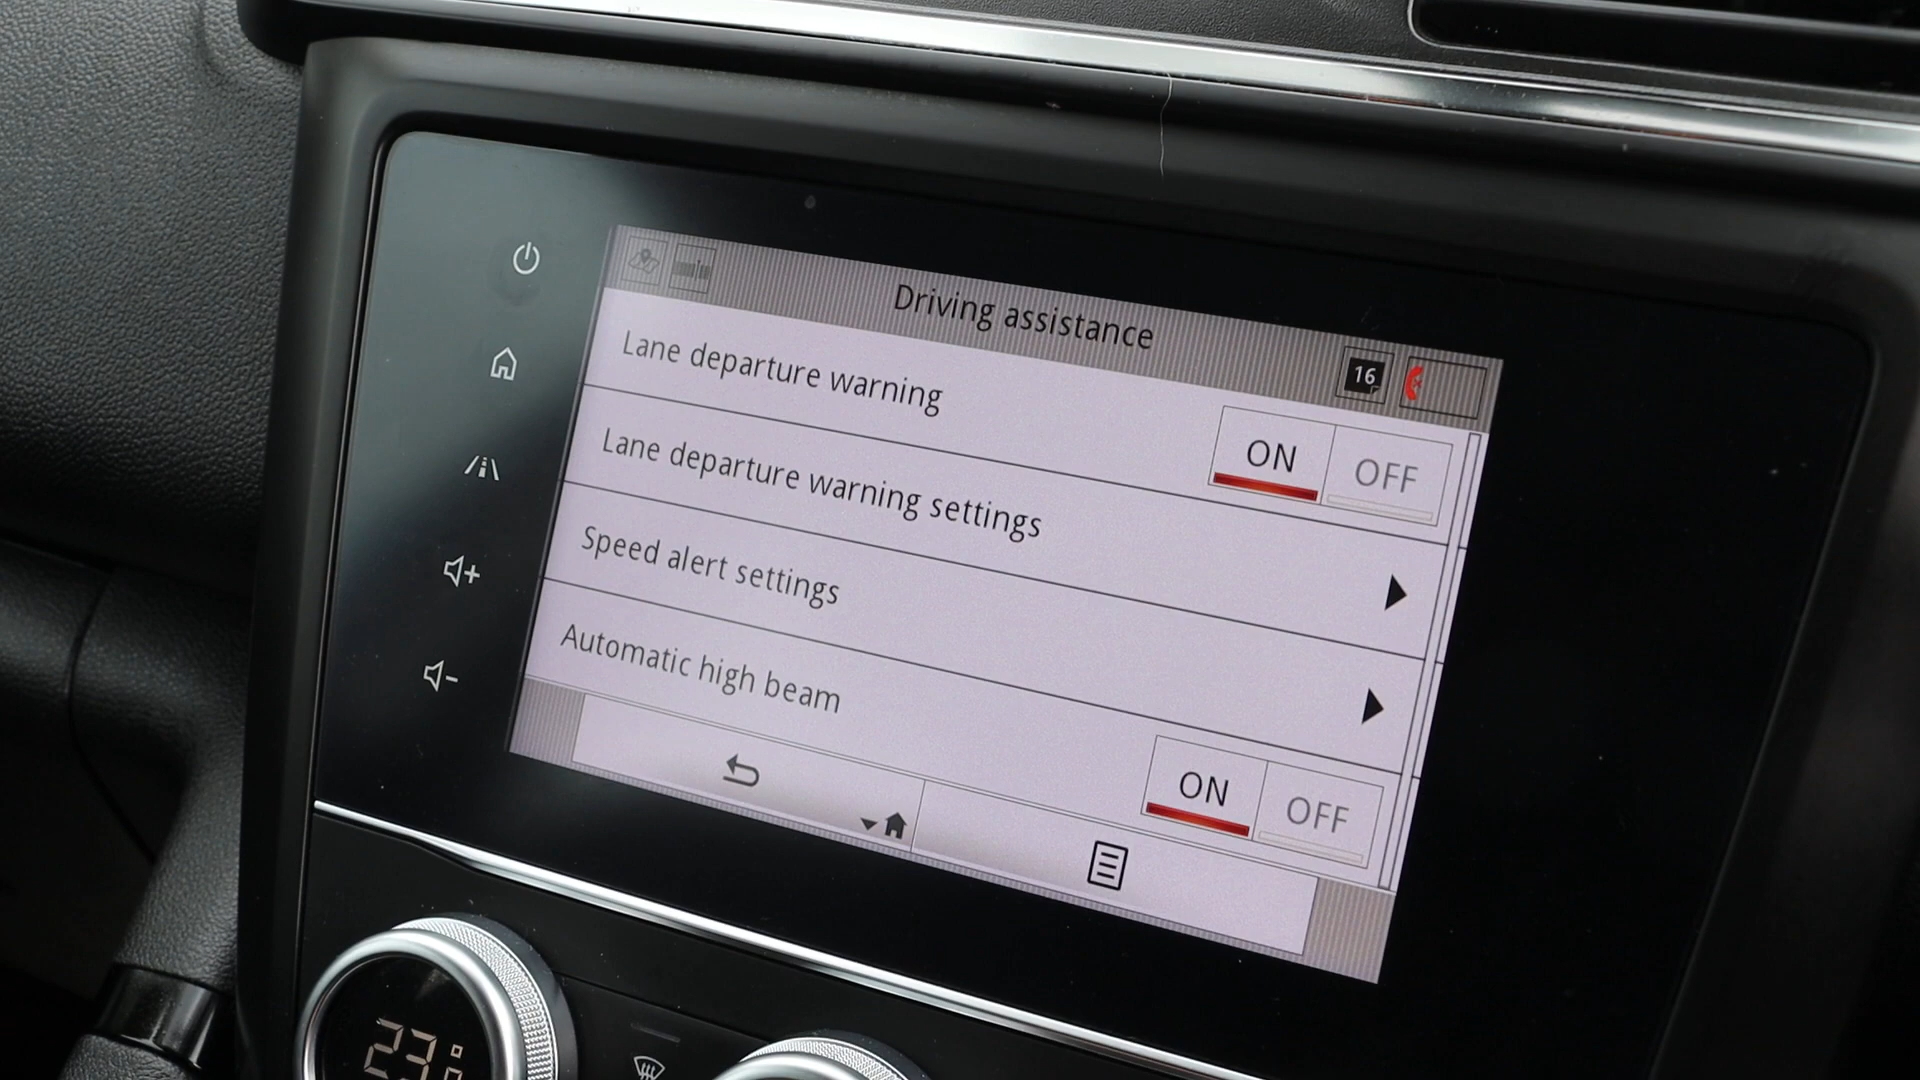 Driving assistance
16
Lane departure warning
ON OFF
Lane departure warning settings
Speed alert settings
Automatic high beam
ON OFF
23